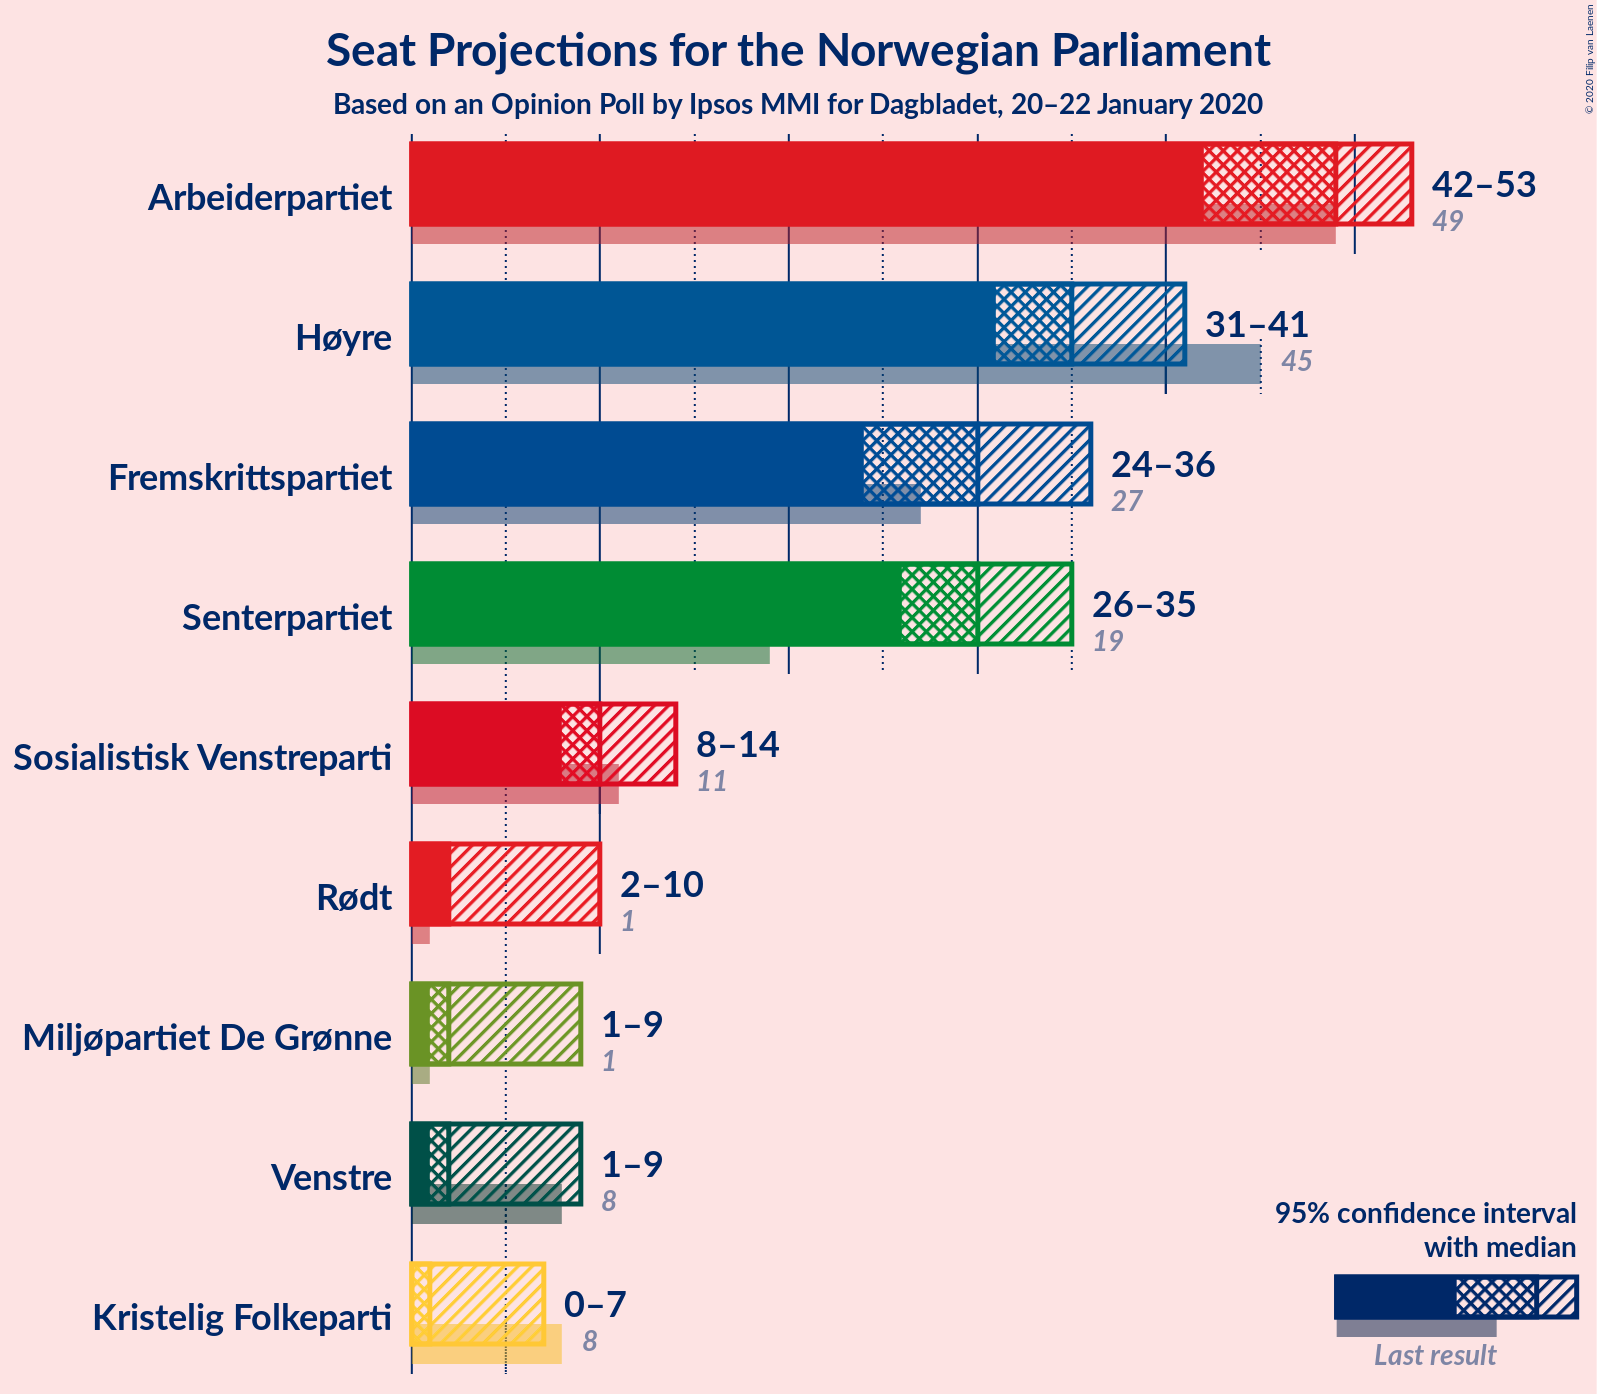 Seat Projections for the Norwegian Parliament
Based on an Opinion Poll by Ipsos MMI for Dagbladet, 20–22 January 2020
© 2020 Filip van Laenen
Arbeiderpartiet
42–53
49
Høyre
31–41
45
Fremskrittspartiet
24–36
27
Senterpartiet
26–35
19
Sosialistisk Venstreparti
8–14
11
Rødt
2–10
1
Miljøpartiet De Grønne
1–9
1
Venstre
1–9
8
Kristelig Folkeparti
0–7
8
95% confidence interval
with median
Last result